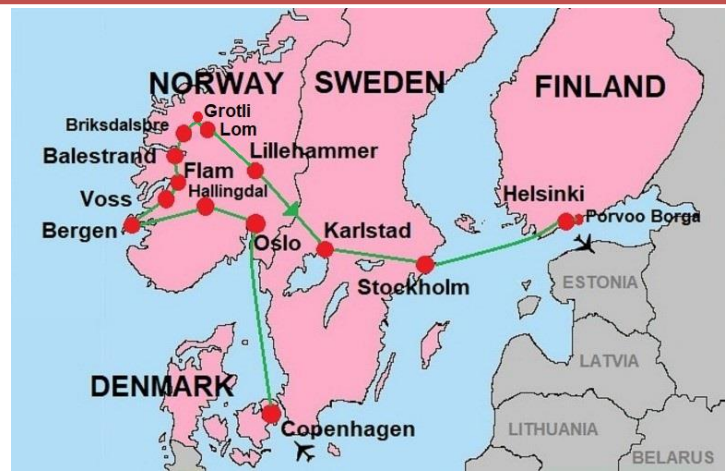 NORWAY
SWEDEN
FINLAND
Grotli
Briksdalsbre
Lom
Balestrand
Lillehammer
Flam
Hallingdal
Voss
Helsinki
Porvoo Borga
Bergen
Oslo
Karlstad
Stockholm
ESTONIA
LATVIA
DENMARK
Copenhagen
LITHUANIA
BELARUS